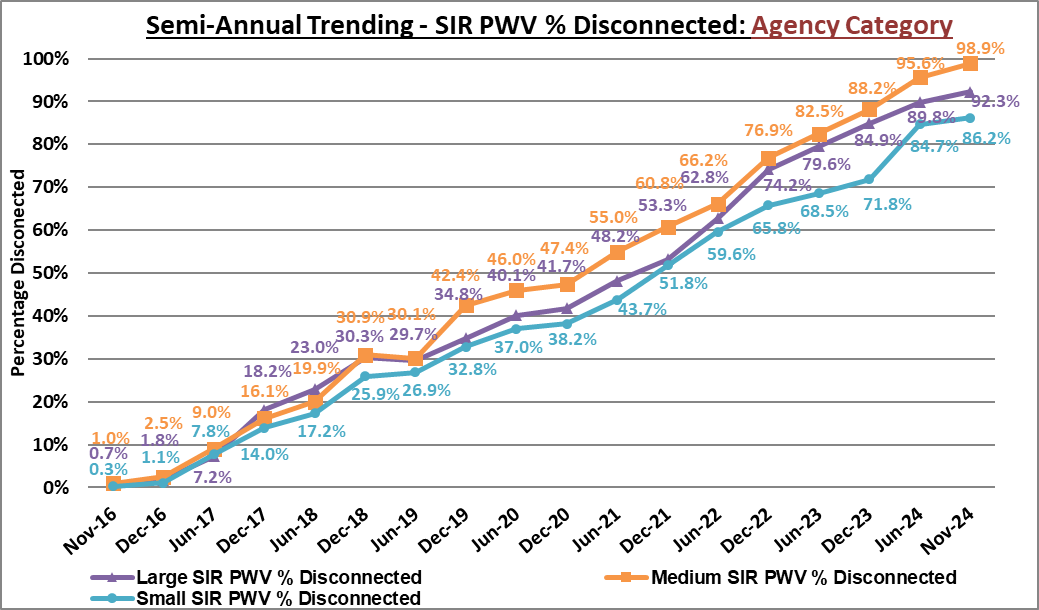 Semi-Annual Trending - SIR PWV % Disconnected: Agency Category
Percentage Disconnected
100%
90%
80%
70%
60%
50%
40%
30%
20%
10%
0%
1.0%
2.5%
9.0%
16.1%
19.9%
30.9%
30.1%
42.4%
46.0%
47.4%
55.0%
60.8%
66.2%
76.9%
82.5%
88.2%
95.6%
98.9%
0.7%
1.8%
7.2%
18.2%
23.0%
30.3%
29.7%
34.8%
40.1%
41.7%
48.2%
53.3%
62.8%
74.2%
79.6%
84.9%
89.8%
92.3%
0.3%
1.1%
7.8%
14.0%
17.2%
25.9%
26.9%
32.8%
37.0%
38.2%
43.7%
51.8%
59.6%
65.8%
68.5%
71.8%
84.7%
86.2%
Nov-16
Dec-16
Jun-17
Dec-17
Jun-18
Dec-18
Jun-19
Dec-19
Jun-20
Dec-20
Jun-21
Dec-21
Jun-22
Dec-22
Jun-23
Dec-23
Jun-24
Nov-24
Large SIR PWV % Disconnected
Medium SIR PWV % Disconnected
Small SIR PWV % Disconnected